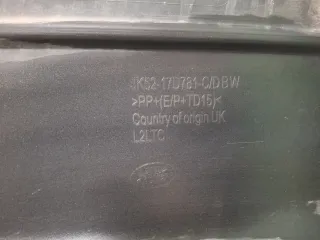 K52-17D781-C/D BW
>PP+(E/P+TD15)<
Country of origin UK
L2LTC